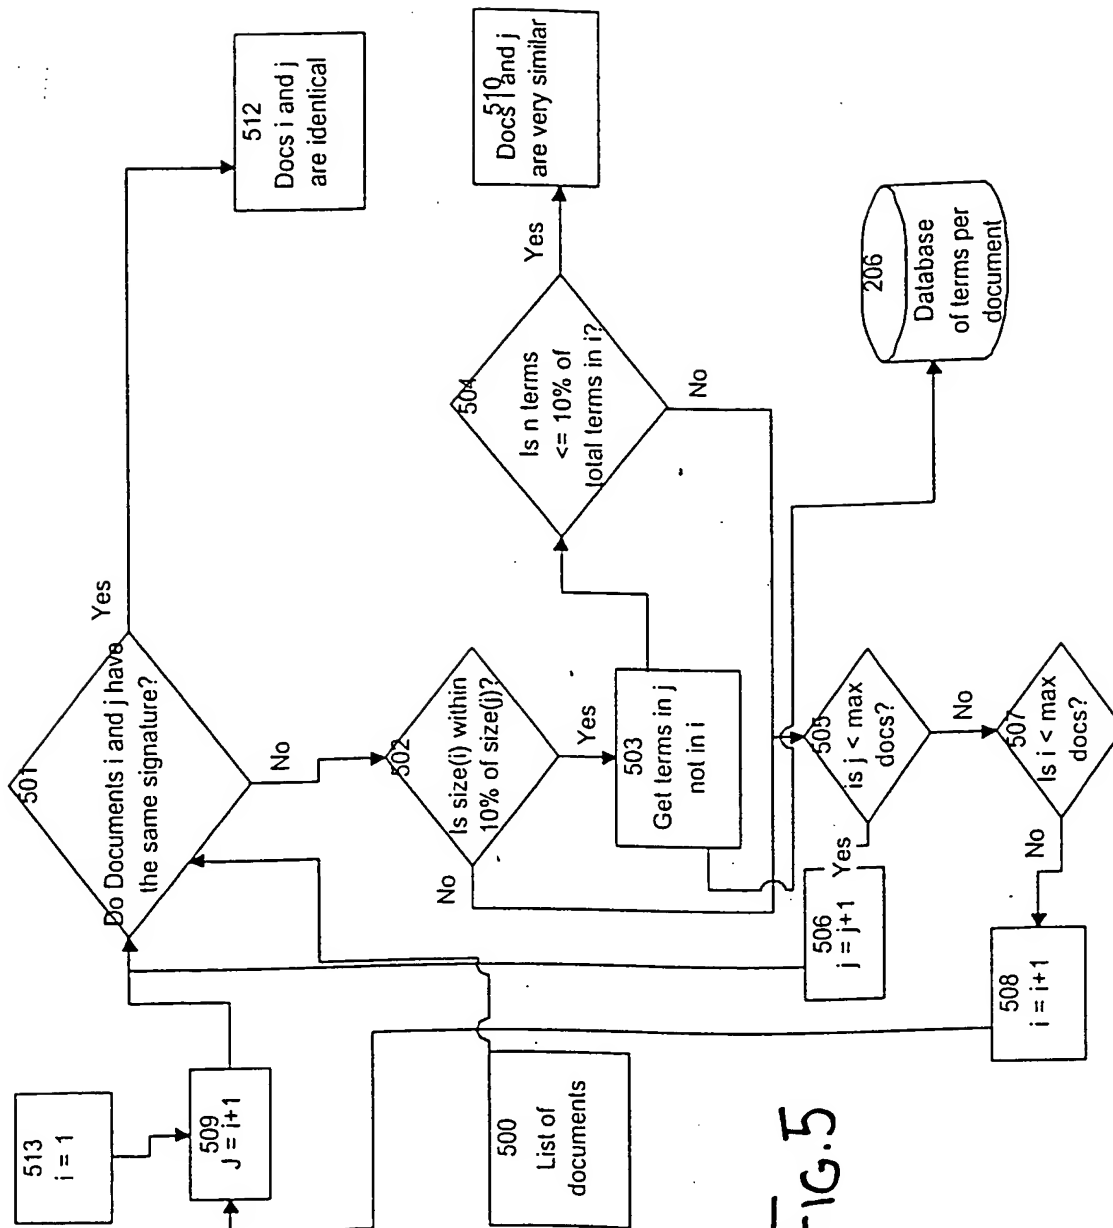 513
i = 1
509
J = i+1
500
List of
documents
501
Do Documents i and j have
the same signature?
Yes
No
512
Docs i and j
are identical
502
Is size(i) within
10% of size(j)?
Yes
No
503
Get terms in j
not in i
504
Is n terms
<= 10% of
total terms in i?
Yes
No
510
Docs i and j
are very similar
206
Database
of terms per
document
505
is j < max
docs?
Yes
No
506
j = j+1
507
Is i < max
docs?
No
508
i = i+1
FIG.5